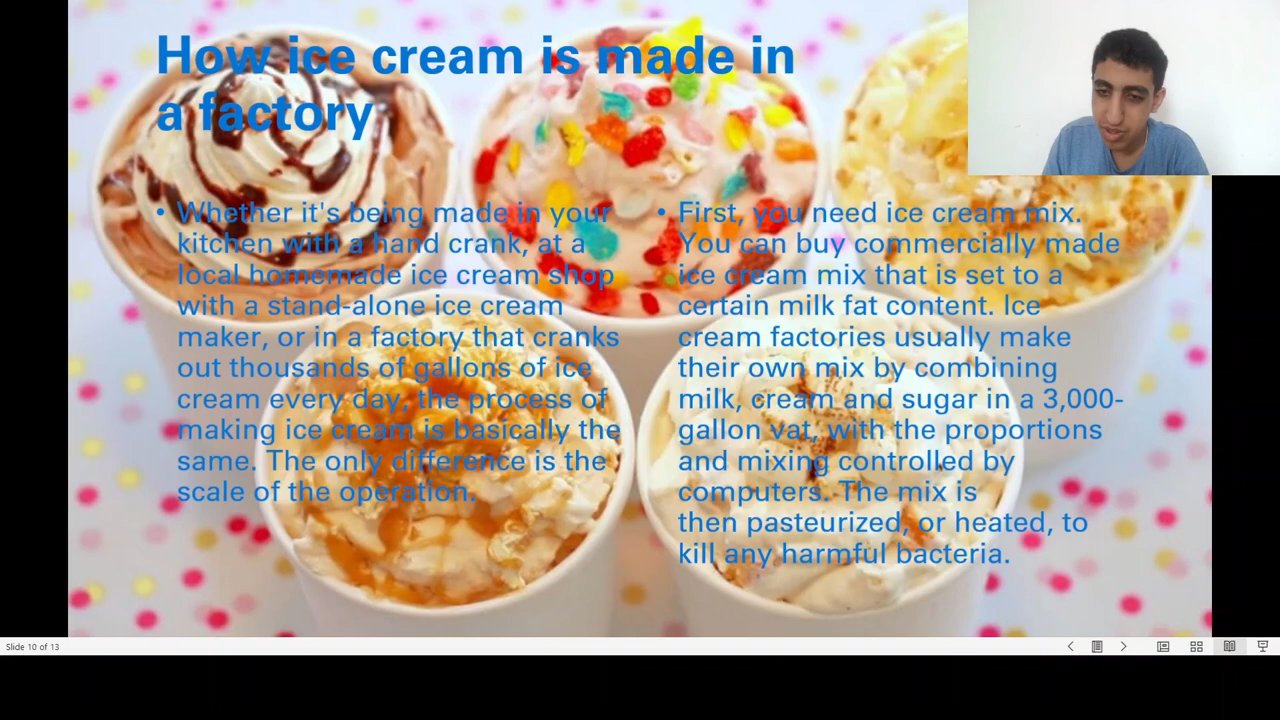 How ice cream is made in
a factory
• Whether it's being made in your
kitchen with a hand crank, at a
local homemade ice cream shop
with a stand-alone ice cream
maker, or in a factory that cranks
out thousands of gallons of ice
cream every day, the process of
making ice cream is basically the
same. The only difference is the
scale of the operation.
• First, you need ice cream mix.
You can buy commercially made
ice cream mix that is set to a
certain milk fat content. Ice
cream factories usually make
their own mix by combining
milk, cream and sugar in a 3,000-
gallon vat, with the proportions
and mixing controlled by
computers. The mix is
then pasteurized, or heated, to
kill any harmful bacteria.
Slide 10 of 13